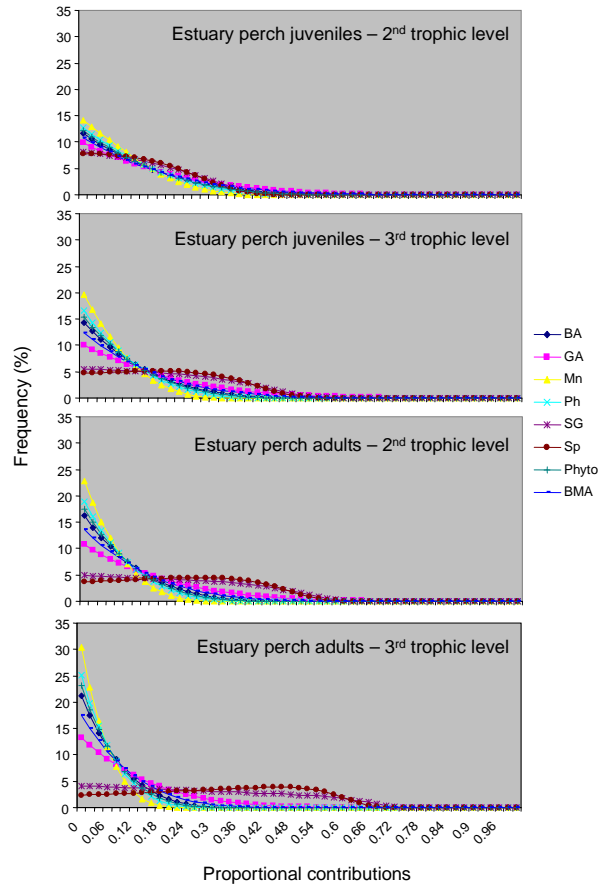 Estuary perch juveniles – 2nd trophic level
35
30
25
20
15
10
5
0
Estuary perch juveniles – 3rd trophic level
35
30
25
20
15
10
5
0
Estuary perch adults – 2nd trophic level
35
30
25
20
15
10
5
0
Estuary perch adults – 3rd trophic level
35
30
25
20
15
10
5
0
0 0.06 0.12 0.18 0.24 0.3 0.36 0.42 0.48 0.54 0.6 0.66 0.72 0.78 0.84 0.9 0.96
Proportional contributions
Frequency (%)
BA
GA
Mn
Ph
SG
Sp
Phyto
BMA